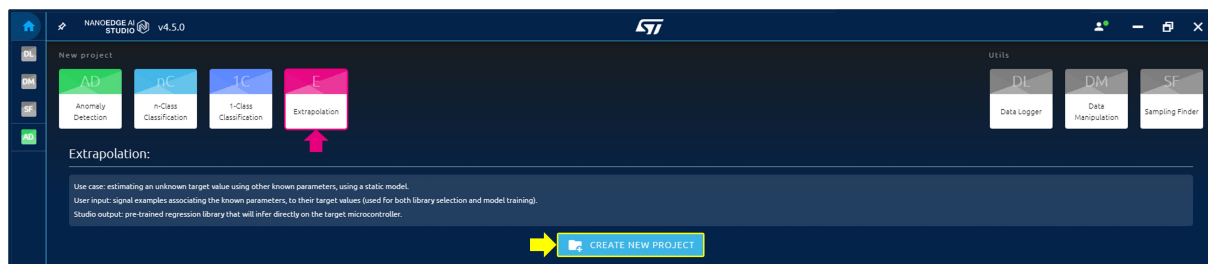 NANOEDGE AI
STUDIO
v4.5.0
ST
DL
DM
SF
AD
New project
Utils
AD
Anomaly
Detection
nC
n-Class
Classification
1C
1-Class
Classification
E
Extrapolation
DL
Data Logger
DM
Data
Manipulation
SF
Sampling Finder
Extrapolation:
Use case: estimating an unknown target value using other known parameters, using a static model.
User input: signal examples associating the known parameters, to their target values (used for both library selection and model training).
Studio output: pre-trained regression library that will infer directly on the target microcontroller.
CREATE NEW PROJECT